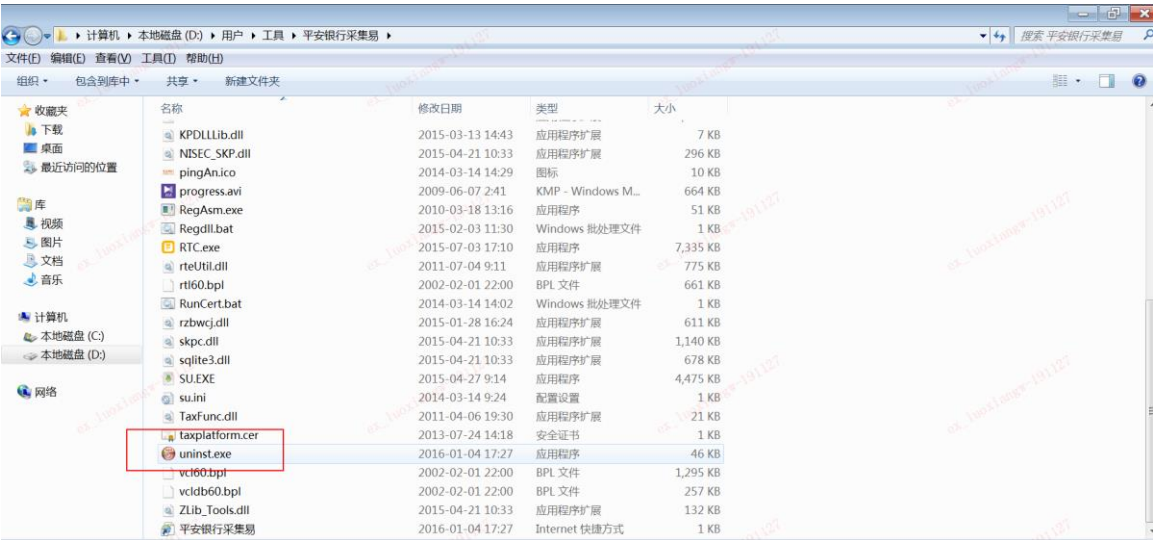 计算机 ▸ 本地磁盘 (D:) ▸ 用户 ▸ 工具 ▸ 平安银行采集易 ▸ 搜索 平安银行采集易
文件(F) 编辑(E) 查看(V) 工具(T) 帮助(H)
组织 包含到库中 共享 新建文件夹
收藏夹
下载
桌面
最近访问的位置
库
视频
图片
文档
音乐
计算机
本地磁盘 (C:)
本地磁盘 (D:)
网络
名称 修改日期 类型 大小
KPDLLLib.dll 2015-03-13 14:43 应用程序扩展 7 KB
NISEC_SKP.dll 2015-04-21 10:33 应用程序扩展 296 KB
pingAn.ico 2014-03-14 14:29 图标 10 KB
progress.avi 2009-06-07 2:41 KMP - Windows M... 664 KB
RegAsm.exe 2010-03-18 13:16 应用程序 51 KB
Regdll.bat 2015-02-03 11:30 Windows 批处理文件 1 KB
RTC.exe 2015-07-03 17:10 应用程序 7,335 KB
rteUtil.dll 2011-07-04 9:11 应用程序扩展 775 KB
rtl60.bpl 2002-02-01 22:00 BPL 文件 661 KB
RunCert.bat 2014-03-14 14:02 Windows 批处理文件 1 KB
rzbwcj.dll 2015-01-28 16:24 应用程序扩展 611 KB
skpc.dll 2015-04-21 10:33 应用程序扩展 1,140 KB
sqlite3.dll 2015-04-21 10:33 应用程序扩展 678 KB
SU.EXE 2015-04-27 9:14 应用程序 4,475 KB
su.ini 2014-03-14 9:24 配置设置 1 KB
TaxFunc.dll 2011-04-06 19:30 应用程序扩展 21 KB
taxplatform.cer 2013-07-24 14:18 安全证书 1 KB
uninst.exe 2016-01-04 17:27 应用程序 46 KB
vcl60.bpl 2002-02-01 22:00 BPL 文件 1,295 KB
vcldb60.bpl 2002-02-01 22:00 BPL 文件 257 KB
ZLib_Tools.dll 2015-04-21 10:33 应用程序扩展 132 KB
平安银行采集易 2016-01-04 17:27 Internet 快捷方式 1 KB